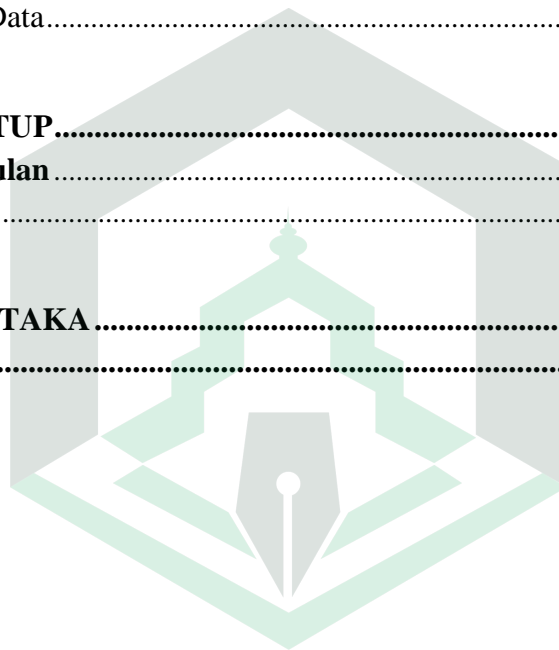 Data..............................................................................................
TUP..............................................................................................
ulan..............................................................................................
..............................................................................................
TAKA..............................................................................................
..............................................................................................